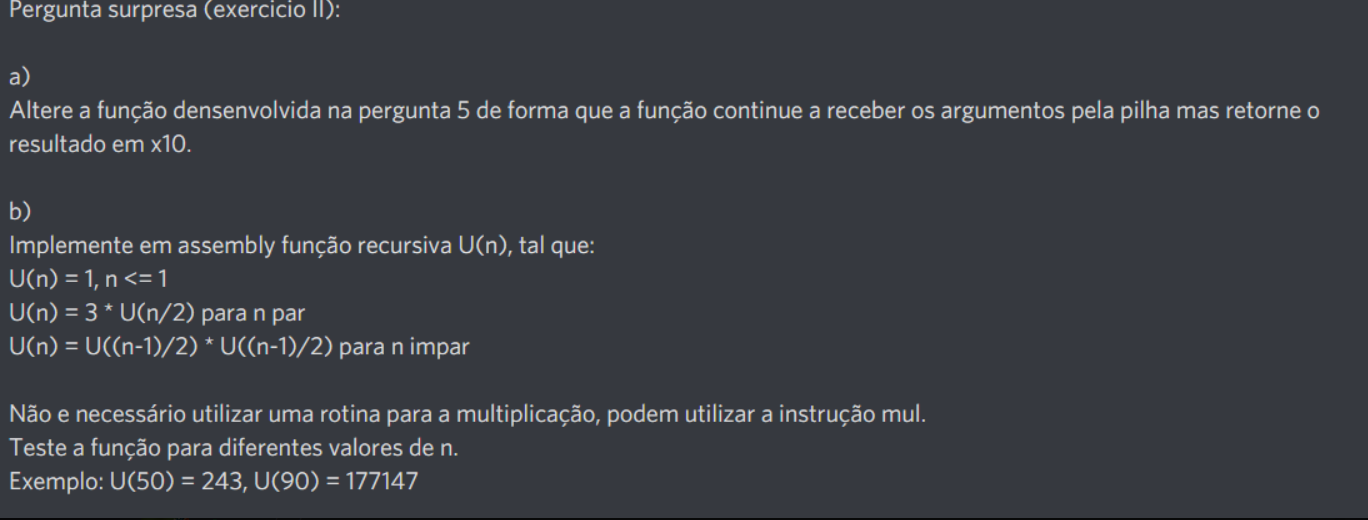 Pergunta surpresa (exercicio II):
a)
Altere a função densenvolvida na pergunta 5 de forma que a função continue a receber os argumentos pela pilha mas retorne o
resultado em x10.
b)
Implemente em assembly função recursiva U(n), tal que:
U(n) = 1, n <= 1
U(n) = 3 * U(n/2) para n par
U(n) = U((n-1)/2) * U((n-1)/2) para n impar
Não e necessário utilizar uma rotina para a multiplicação, podem utilizar a instrução mul.
Teste a função para diferentes valores de n.
Exemplo: U(50) = 243, U(90) = 177147